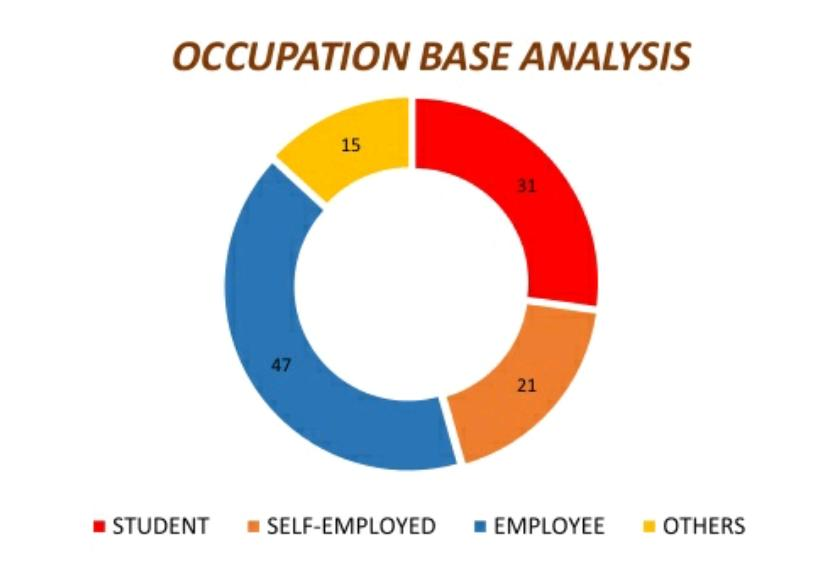 OCCUPATION BASE ANALYSIS
15
31
47
21
STUDENT SELF-EMPLOYED EMPLOYEE OTHERS